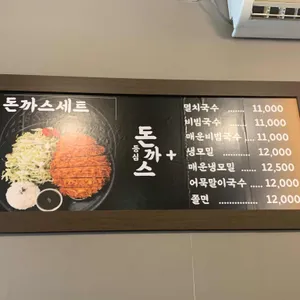 돈까스세트
등심
돈까스
+
멸치국수 ........ 11,000
비빔국수 ........ 11,000
매운비빔국수 .... 11,000
냉모밀 ........... 12,000
매운냉모밀 ...... 12,500
어묵말이국수 ..... 12,000
쫄면 ............. 12,000